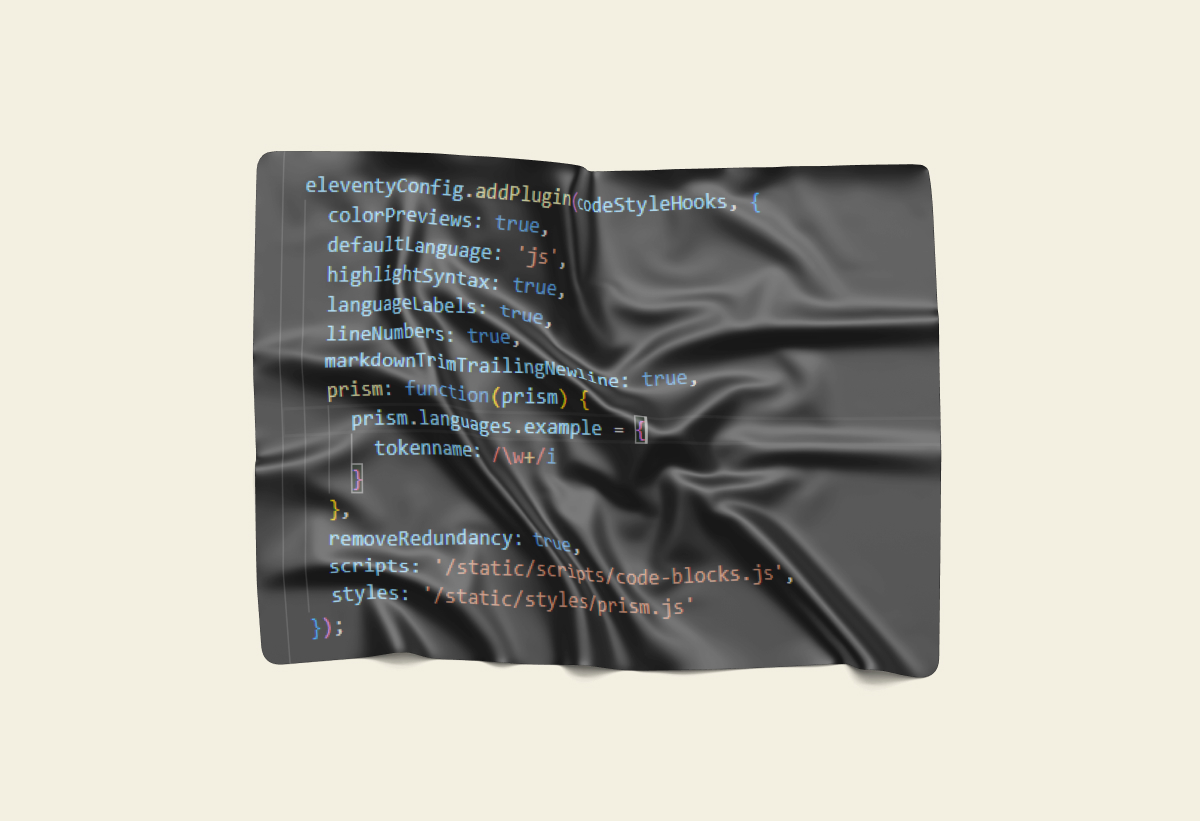 eleventyConfig.addPlugin(codeStyleHooks, {
colorPreviews: true,
defaultLanguage: 'js',
highlightSyntax: true,
languageLabels: true,
lineNumbers: true,
markdownTrimTrailingNewline: true,
prism: function(prism) {
prism.languages.example = {
tokenname: /\w+/i
}
},
removeRedundancy: true,
scripts: '/static/scripts/code-blocks.js',
styles: '/static/styles/prism.js'
});